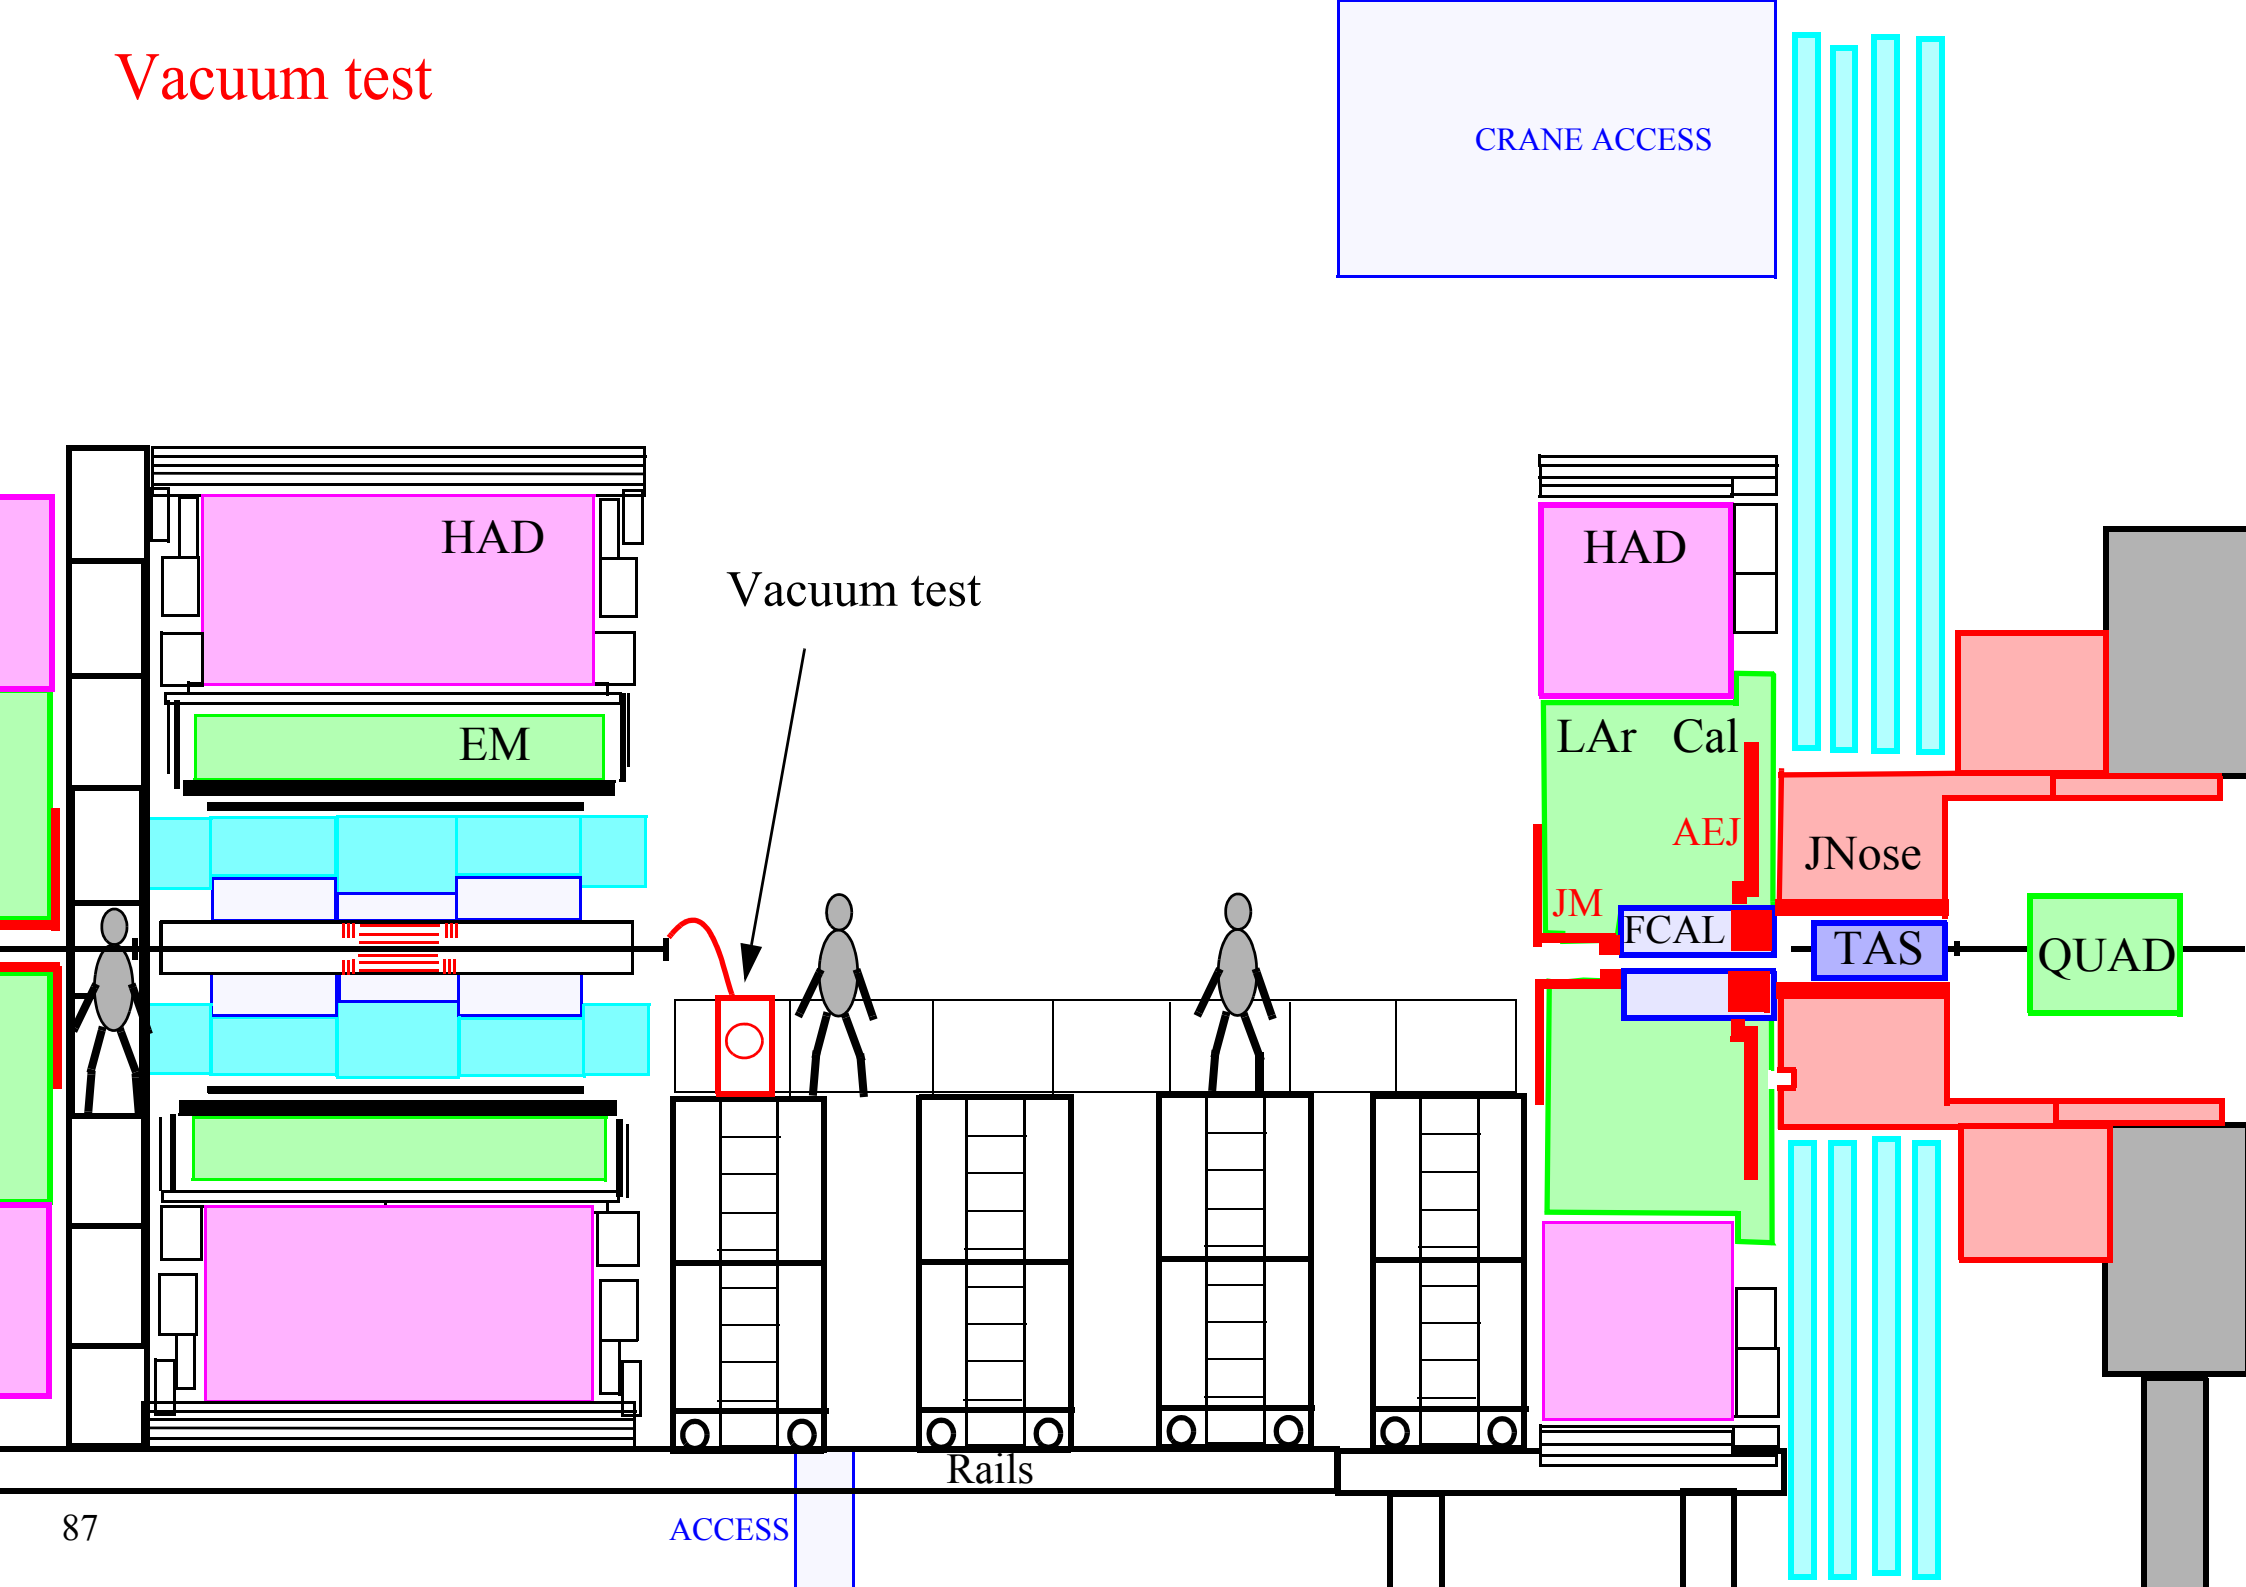 Vacuum test
CRANE ACCESS
HAD
HAD
Vacuum test
EM
LAr Cal
AEJ
JNose
JM
FCAL
TAS
QUAD
Rails
87
ACCESS